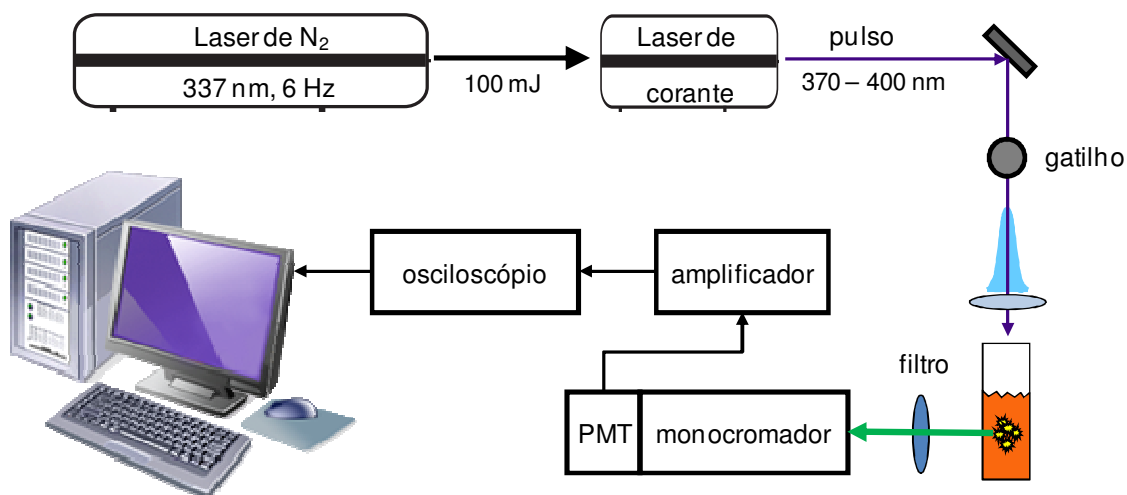 Laser de N₂
337 nm, 6 Hz
100 mJ
Laser de
corante
pulso
370 – 400 nm
gatilho
osciloscópio
amplificador
filtro
PMT
monocromador